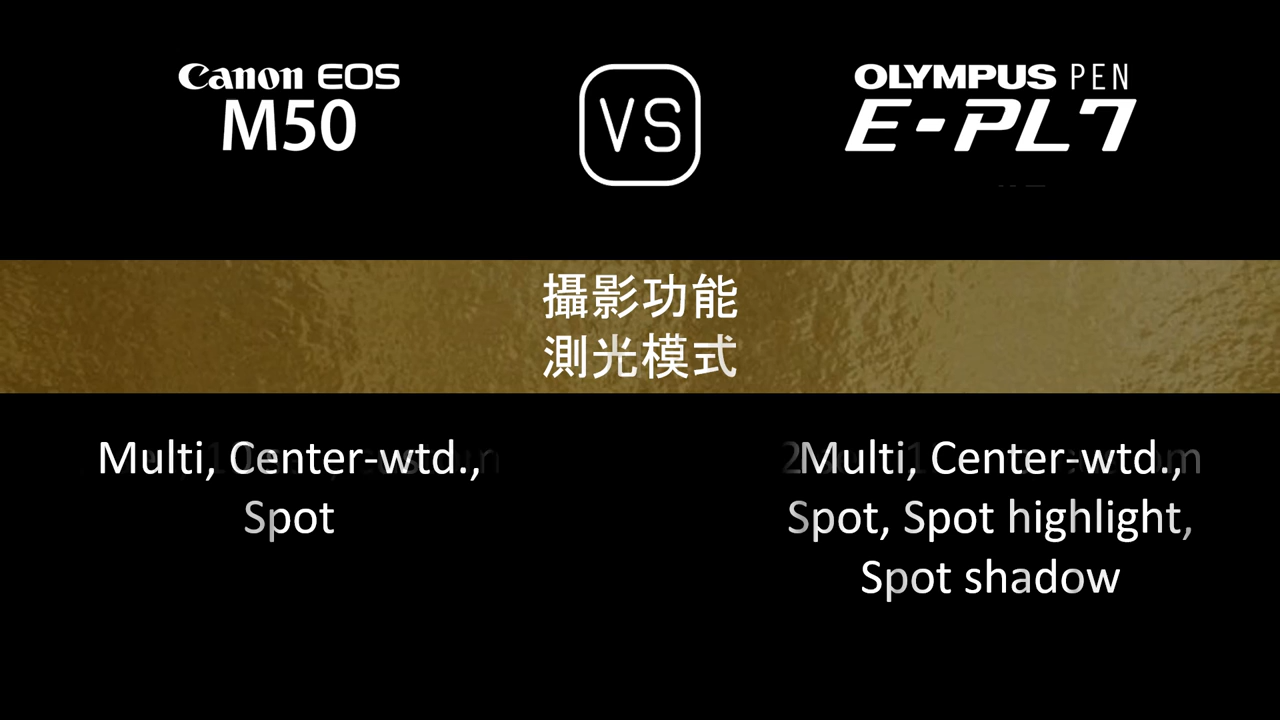 Canon EOS
M50
VS
OLYMPUS PEN
E-PL7
攝影功能
測光模式
Multi, Center-wtd.,
Spot
Multi, Center-wtd.,
Spot, Spot highlight,
Spot shadow